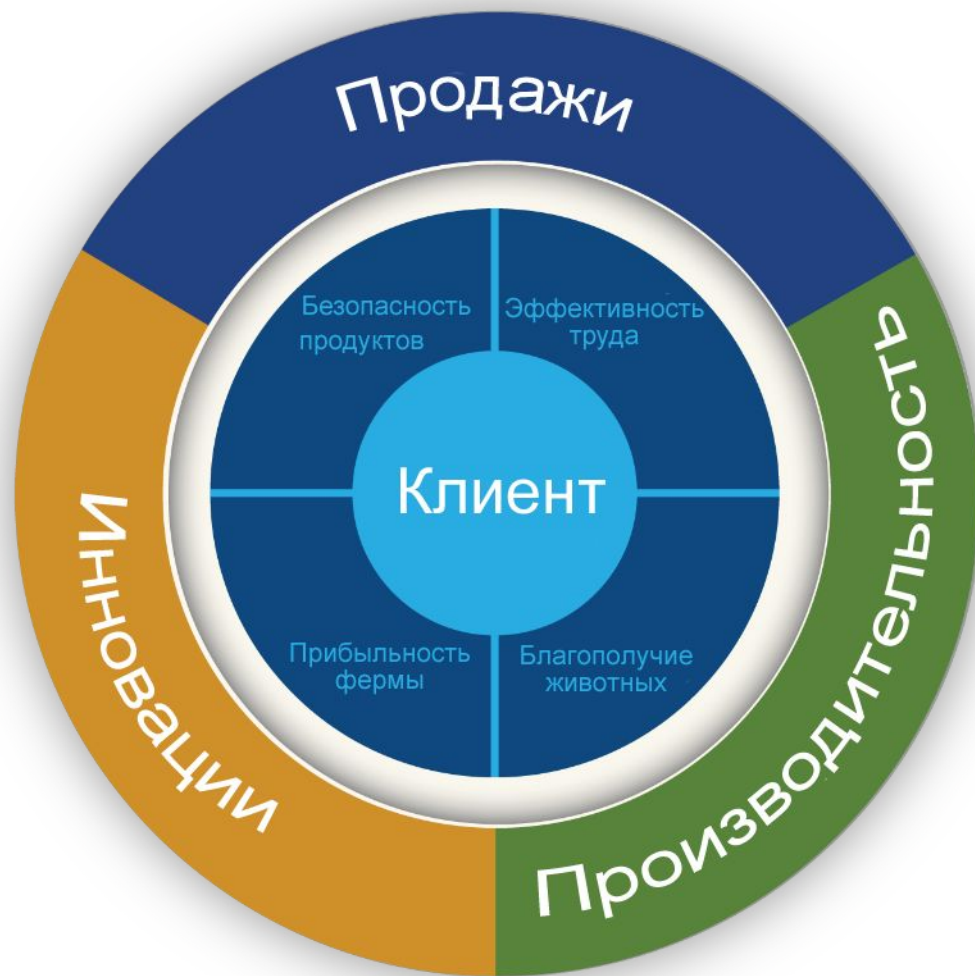 Продажи
Безопасность
продуктов
Эффективность
труда
Клиент
Прибыльность
фермы
Благополучие
животных
Инновации
Производительность